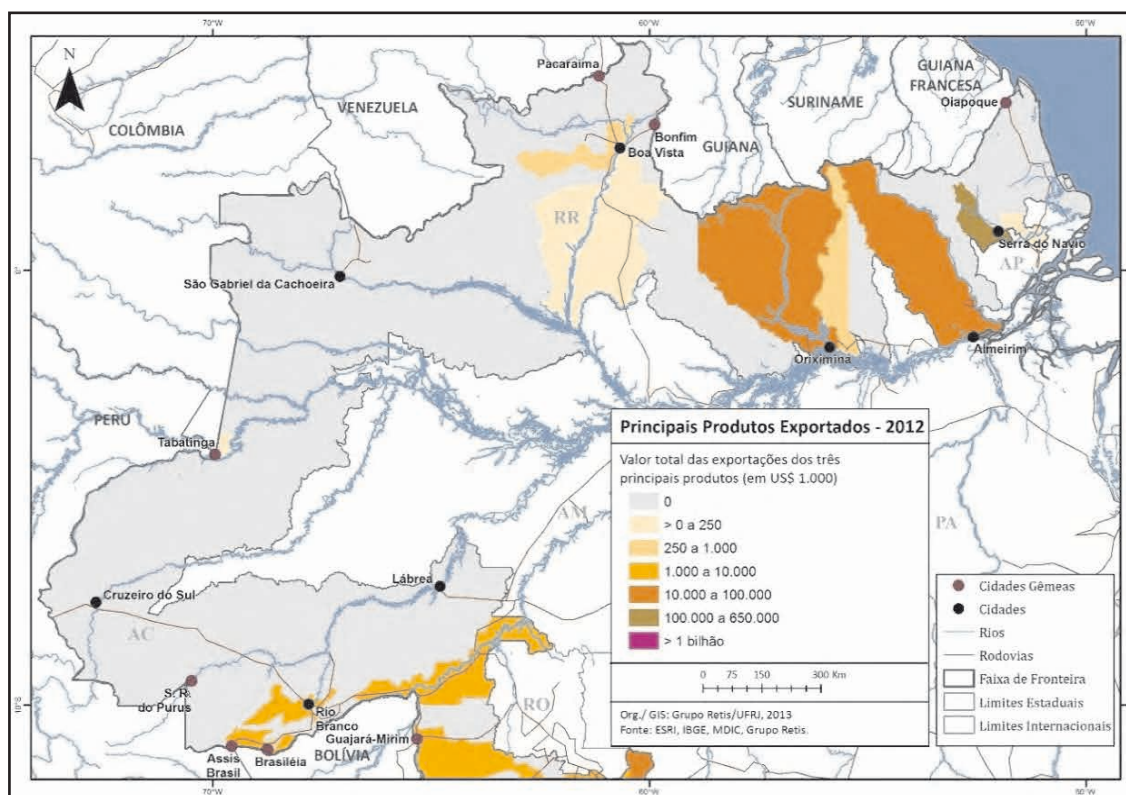 70°W
60°W
50°W
N
Pacaraima
GUIANA
FRANCESA
Oiapoque
VENEZUELA
SURINAME
COLÔMBIA
Bonfim
Boa Vista
GUIANA
RR
Serra do Navio
AP
0°
São Gabriel da Cachoeira
Oriximiná
Almeirim
PERU
Tabatinga
AM
PA
Lábrea
Cruzeiro do Sul
AC
S. R.
do Purus
Rio
Branco
RO
10°S
Guajará-Mirim
BOLÍVIA
Assis
Brasil
Brasiléia
Principais Produtos Exportados - 2012
Valor total das exportações dos três
principais produtos (em US$ 1.000)
0
> 0 a 250
250 a 1.000
1.000 a 10.000
10.000 a 100.000
100.000 a 650.000
> 1 bilhão
0 75 150 300 Km
Org./ GIS: Grupo Retis/UFRJ, 2013
Fonte: ESRI, IBGE, MDIC, Grupo Retis.
Cidades Gêmeas
Cidades
Rios
Rodovias
Faixa de Fronteira
Limites Estaduais
Limites Internacionais
70°W
60°W